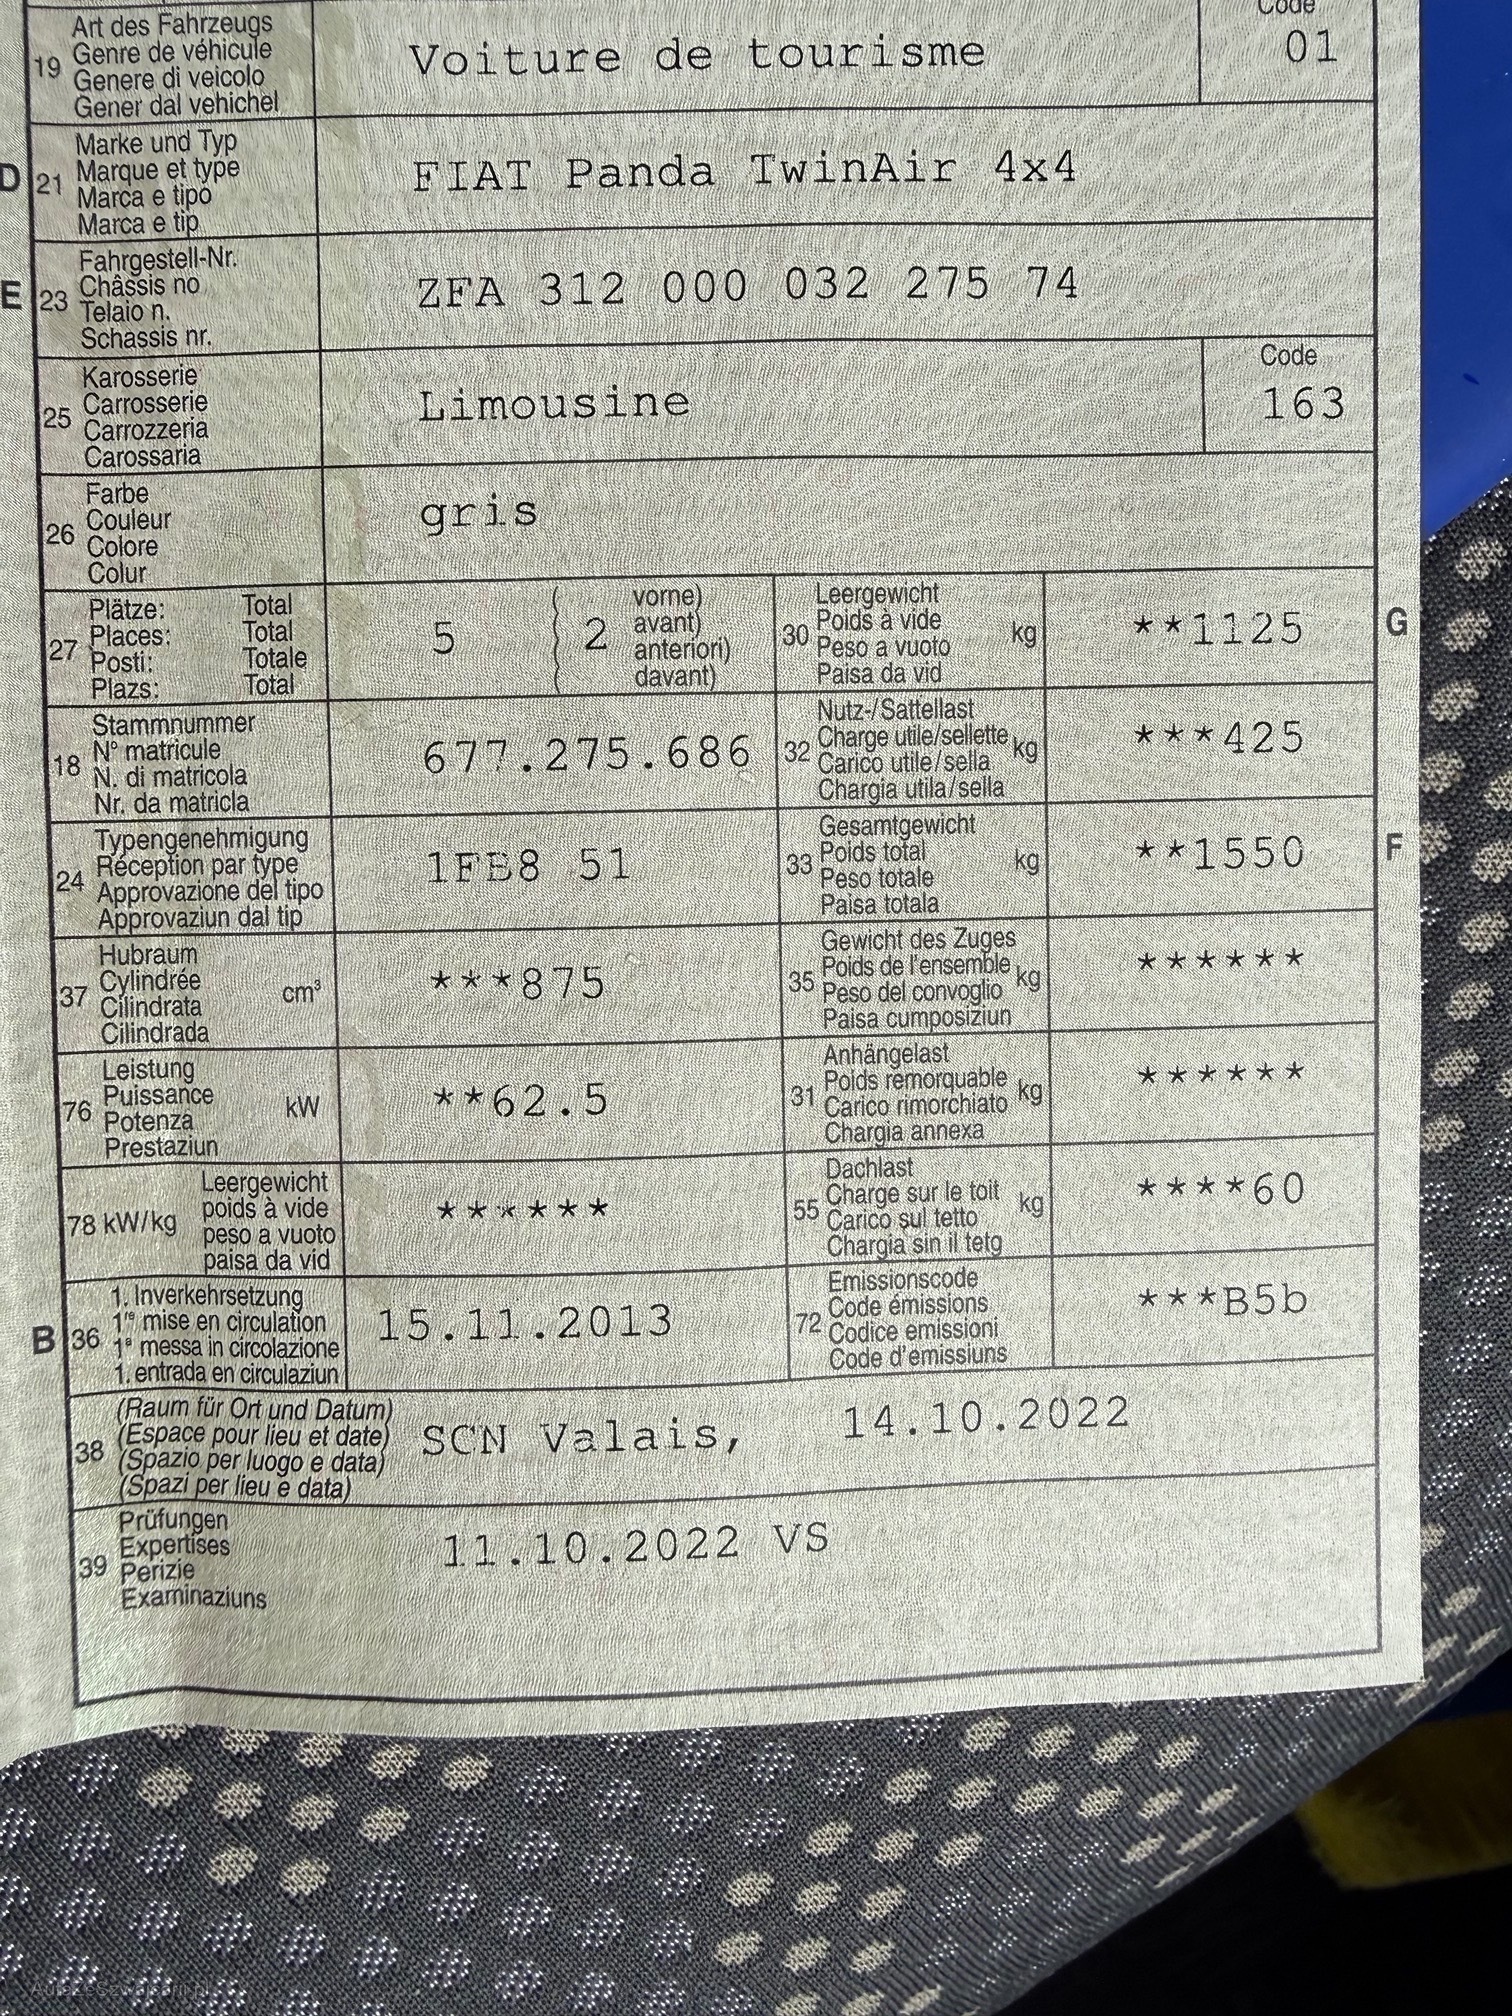 Code
19
Art des Fahrzeugs
Genre de véhicule
Genere di veicolo
Gener dal vehichel
Voiture de tourisme
01
D
21
Marke und Typ
Marque et type
Marca e tipo
Marca e tip
FIAT Panda TwinAir 4x4
E
23
Fahrgestell-Nr.
Châssis no
Telaio n.
Schassis nr.
ZFA 312 000 032 275 74
25
Karosserie
Carrosserie
Carrozzeria
Carossaria
Limousine
Code
163
26
Farbe
Couleur
Colore
Colur
gris
27
Plätze: Total
Places: Total
Posti: Totale
Plazs: Total
5
2
vorne)
avant)
anteriori)
davant)
30
Leergewicht
Poids à vide
Peso a vuoto
Paisa da vid
kg
**1125
G
18
Stammnummer
N° matricule
N. di matricola
Nr. da matricla
677.275.686
32
Nutz-/Sattellast
Charge utile/sellette
Carico utile/sella
Chargia utila/sella
kg
***425
24
Typengenehmigung
Réception par type
Approvazione del tipo
Approvaziun dal tip
1FB8 51
33
Gesamtgewicht
Poids total
Peso totale
Paisa totala
kg
**1550
F
37
Hubraum
Cylindrée
Cilindrata
Cilindrada
cm³
***875
35
Gewicht des Zuges
Poids de l'ensemble
Peso del convoglio
Paisa cumposiziun
kg
******
76
Leistung
Puissance
Potenza
Prestaziun
kW
**62.5
31
Anhängelast
Poids remorquable
Carico rimorchiato
Chargia annexa
kg
******
78 kW/kg
Leergewicht
poids à vide
peso a vuoto
paisa da vid
******
55
Dachlast
Charge sur le toit
Carico sul tetto
Chargia sin il tetg
kg
****60
B
36
1. Inverkehrsetzung
1re mise en circulation
1a messa in circolazione
1. entrada en circulaziun
15.11.2013
72
Emissionscode
Code émissions
Codice emissioni
Code d'emissiuns
***B5b
38
(Raum für Ort und Datum)
(Espace pour lieu et date)
(Spazio per luogo e data)
(Spazi per lieu e data)
SCN Valais, 14.10.2022
39
Prüfungen
Expertises
Perizie
Examinaziuns
11.10.2022 VS
AutaZeSzwajcarii.pl